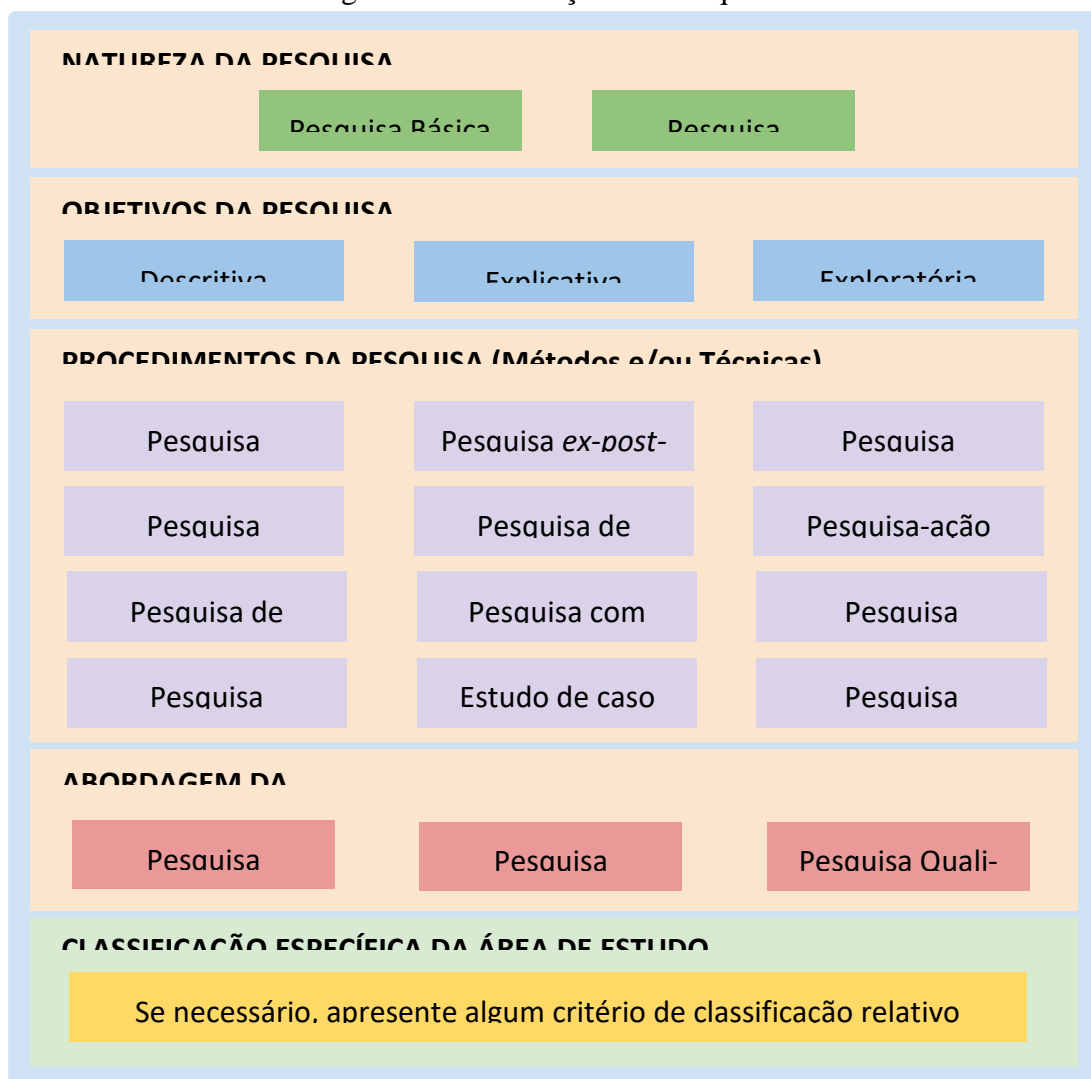 NATUREZA DA PESQUISA
Pesquisa Básica
Pesquisa
OBJETIVOS DA PESQUISA
Descritiva
Explicativa
Exploratória
PROCEDIMENTOS DA PESQUISA (Métodos e/ou Técnicas)
Pesquisa
Pesquisa ex-post-
Pesquisa
Pesquisa
Pesquisa de
Pesquisa-ação
Pesquisa de
Pesquisa com
Pesquisa
Pesquisa
Estudo de caso
Pesquisa
ABORDAGEM DA
Pesquisa
Pesquisa
Pesquisa Quali-
CLASSIFICAÇÃO ESPECÍFICA DA ÁREA DE ESTUDO
Se necessário, apresente algum critério de classificação relativo